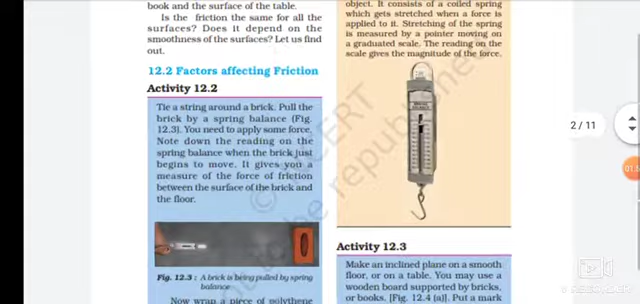 book and the surface of the table.
Is the friction the same for all the
surfaces? Does it depend on the
smoothness of the surfaces? Let us find
out.
12.2 Factors affecting Friction
Activity 12.2
Tie a string around a brick. Pull the
brick by a spring balance (Fig.
12.3). You need to apply some force.
Note down the reading on the
spring balance when the brick just
begins to move. It gives you a
measure of the force of friction
between the surface of the brick and
the floor.
Fig. 12.3 : A brick is being pulled by spring
balance
Now wrap a piece of polythene
object. It consists of a coiled spring
which gets stretched when a force is
applied to it. Stretching of the spring
is measured by a pointer moving on
a graduated scale. The reading on the
scale gives the magnitude of the force.
Activity 12.3
Make an inclined plane on a smooth
floor, or on a table. You may use a
wooden board supported by bricks,
or books. [Fig. 12.4 (a)]. Put a mark
2 / 11